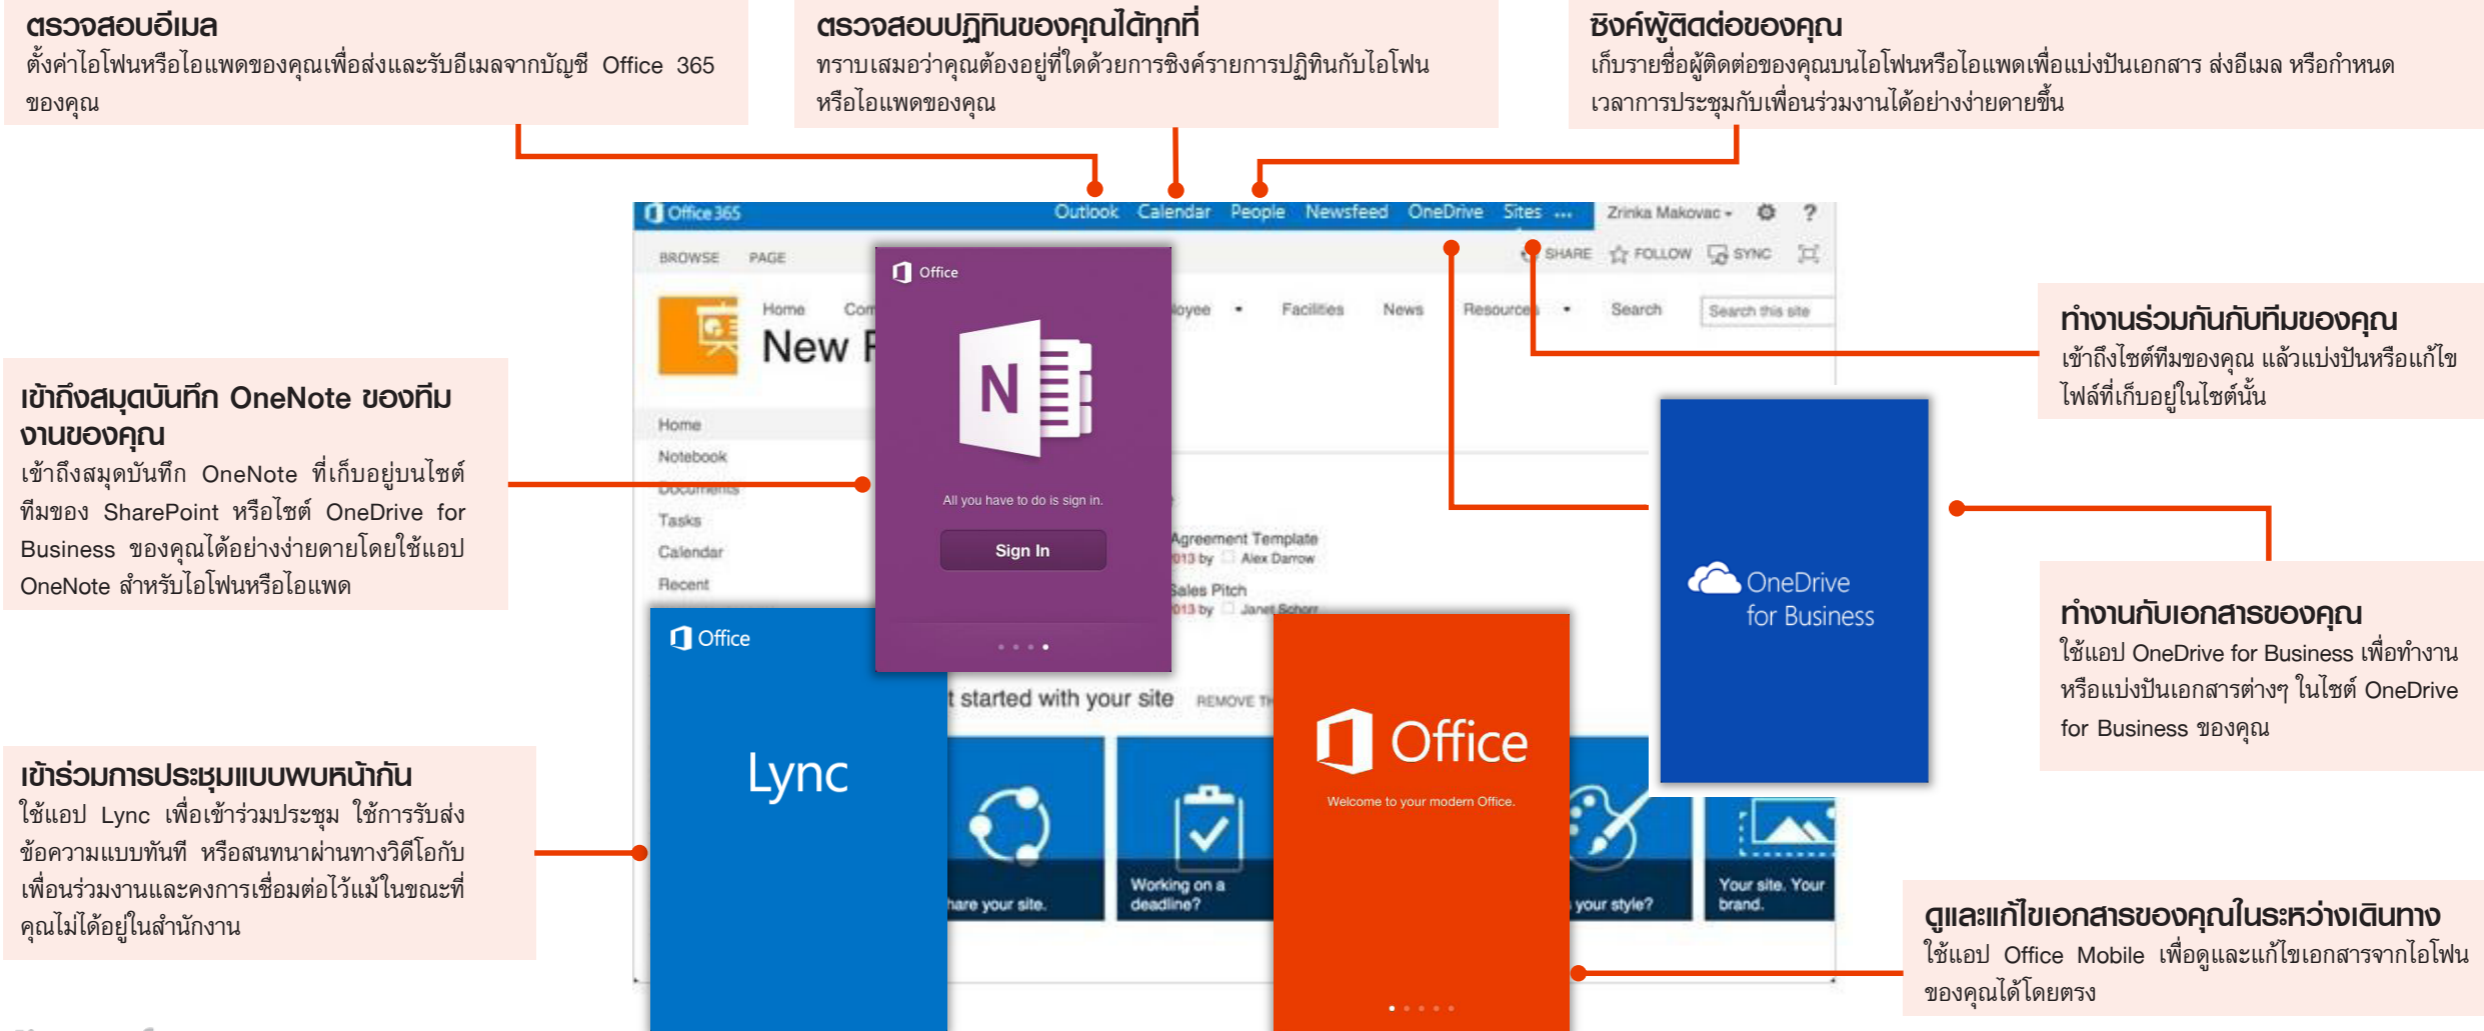 ตรวจสอบอีเมล
ตั้งค่าไอโฟนหรือไอแพดของคุณเพื่อส่งและรับอีเมลจากบัญชี Office 365
ของคุณ
ตรวจสอบปฏิทินของคุณได้ทุกที่
ทราบเสมอว่าคุณต้องอยู่ที่ใดด้วยการซิงค์รายการปฏิทินกับไอโฟน
หรือไอแพดของคุณ
ซิงค์ผู้ติดต่อของคุณ
เก็บรายชื่อผู้ติดต่อของคุณบนไอโฟนหรือไอแพดเพื่อแบ่งปันเอกสาร ส่งอีเมล หรือกำหนด
เวลาการประชุมกับเพื่อนร่วมงานได้อย่างง่ายดายขึ้น
Office 365 Outlook Calendar People Newsfeed OneDrive Sites ... Zrinka Makovac ?
BROWSE PAGE SHARE FOLLOW SYNC
Home Facilities News Resources Search Search this site
New
Home
Notebook
Documents
Tasks
Calendar
Recent
Office
N
All you have to do is sign in.
Sign In
Agreement Template
2013 by Alex Darrow
Sales Pitch
2013 by Janet Schorr
started with your site REMOVE
เข้าถึงสมุดบันทึก OneNote ของทีม
งานของคุณ
เข้าถึงสมุดบันทึก OneNote ที่เก็บอยู่บนไซต์
ทีมของ SharePoint หรือไซต์ OneDrive for
Business ของคุณได้อย่างง่ายดายโดยใช้แอป
OneNote สำหรับไอโฟนหรือไอแพด
ทำงานร่วมกันกับทีมของคุณ
เข้าถึงไซต์ทีมของคุณ แล้วแบ่งปันหรือแก้ไข
ไฟล์ที่เก็บอยู่ในไซต์นั้น
OneDrive
for Business
ทำงานกับเอกสารของคุณ
ใช้แอป OneDrive for Business เพื่อทำงาน
หรือแบ่งปันเอกสารต่างๆ ในไซต์ OneDrive
for Business ของคุณ
เข้าร่วมการประชุมแบบพบหน้ากัน
ใช้แอป Lync เพื่อเข้าร่วมประชุม ใช้การรับส่ง
ข้อความแบบทันที หรือสนทนาผ่านทางวิดีโอกับ
เพื่อนร่วมงานและคงการเชื่อมต่อไว้แม้ในขณะที่
คุณไม่ได้อยู่ในสำนักงาน
Office
Lync
Office
Welcome to your modern Office.
your site.
Working on a
deadline?
your style?
Your site. Your
brand.
ดูและแก้ไขเอกสารของคุณในระหว่างเดินทาง
ใช้แอป Office Mobile เพื่อดูและแก้ไขเอกสารจากไอโฟน
ของคุณได้โดยตรง